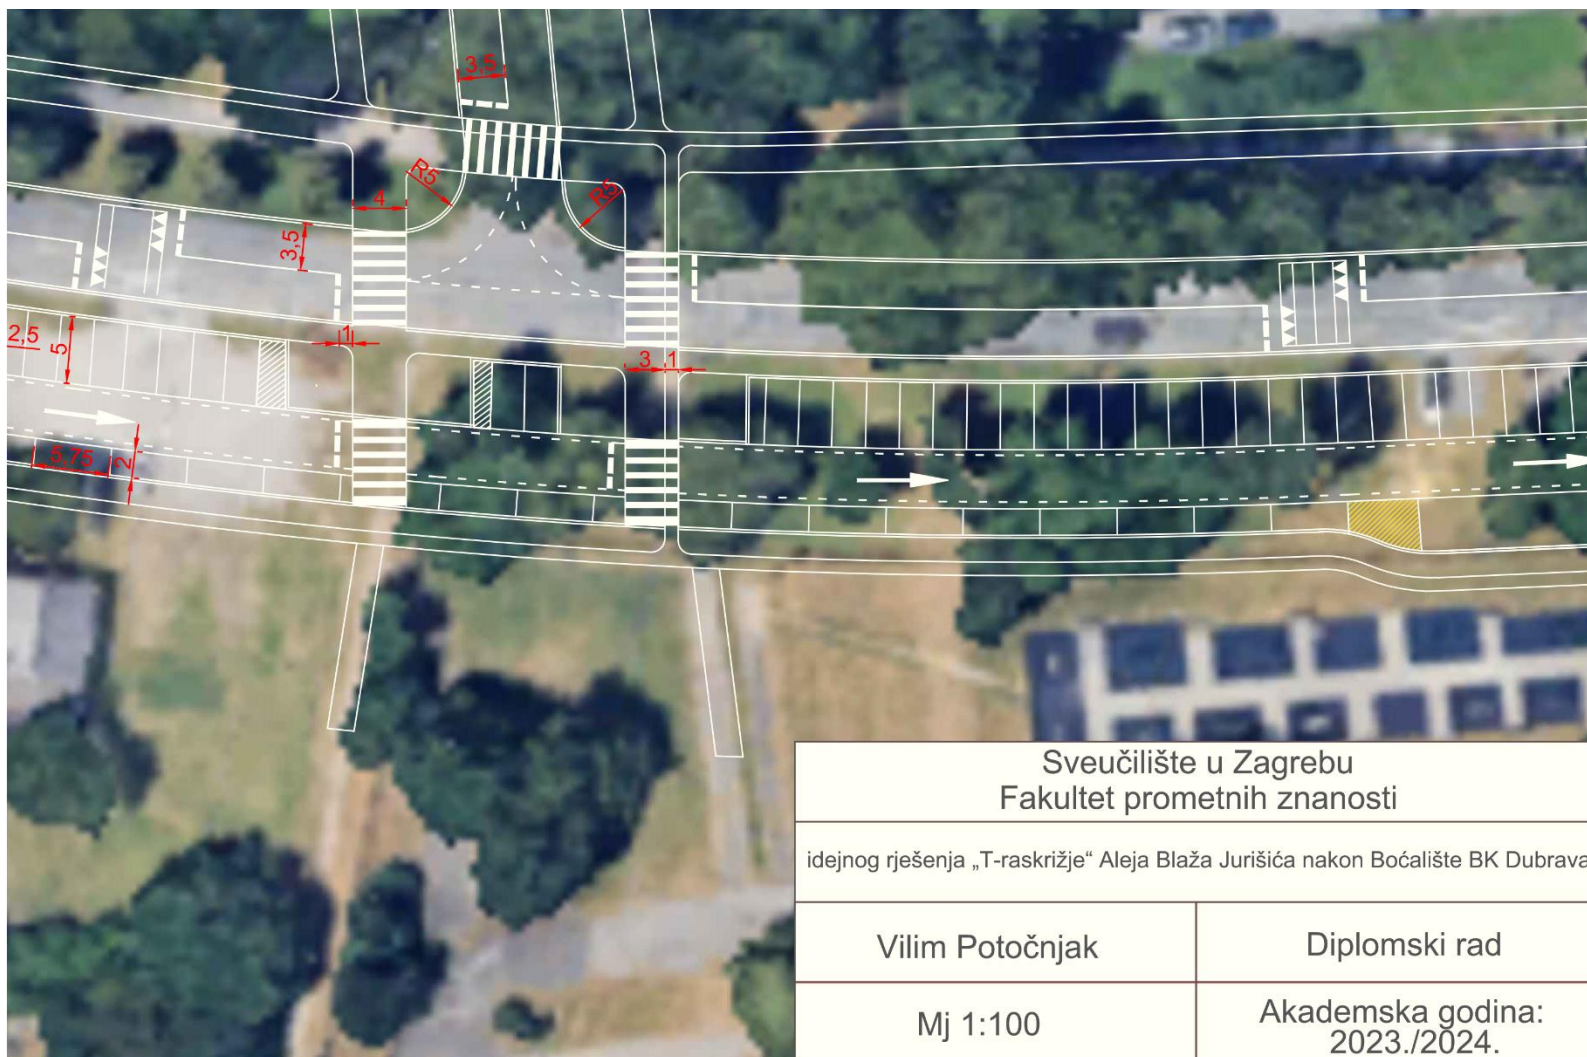 3,5
R5
R5
4
3,5
2,5
5
1
3
1
5,75
2
Sveučilište u Zagrebu
Fakultet prometnih znanosti
idejnog rješenja „T-raskrižje“ Aleja Blaža Jurišića nakon Boćalište BK Dubrava
Vilim Potočnjak
Diplomski rad
Mj 1:100
Akademska godina:
2023./2024.